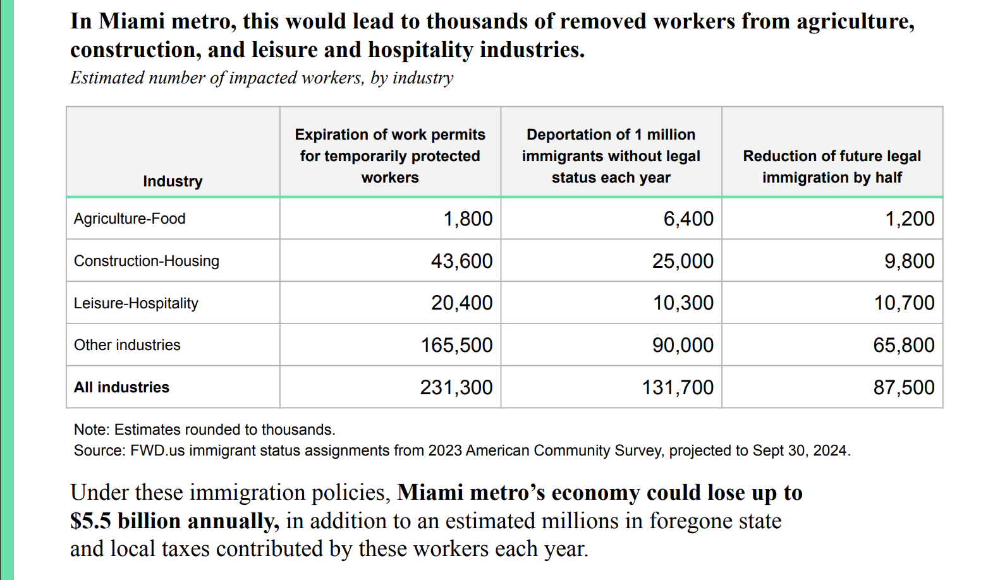 In Miami metro, this would lead to thousands of removed workers from agriculture,
construction, and leisure and hospitality industries.
Estimated number of impacted workers, by industry
Industry
Expiration of work permits
for temporarily protected
workers
Deportation of 1 million
immigrants without legal
status each year
Reduction of future legal
immigration by half
Agriculture-Food 1,800 6,400 1,200
Construction-Housing 43,600 25,000 9,800
Leisure-Hospitality 20,400 10,300 10,700
Other industries 165,500 90,000 65,800
All industries 231,300 131,700 87,500
Note: Estimates rounded to thousands.
Source: FWD.us immigrant status assignments from 2023 American Community Survey, projected to Sept 30, 2024.
Under these immigration policies, Miami metro’s economy could lose up to
$5.5 billion annually, in addition to an estimated millions in foregone state
and local taxes contributed by these workers each year.